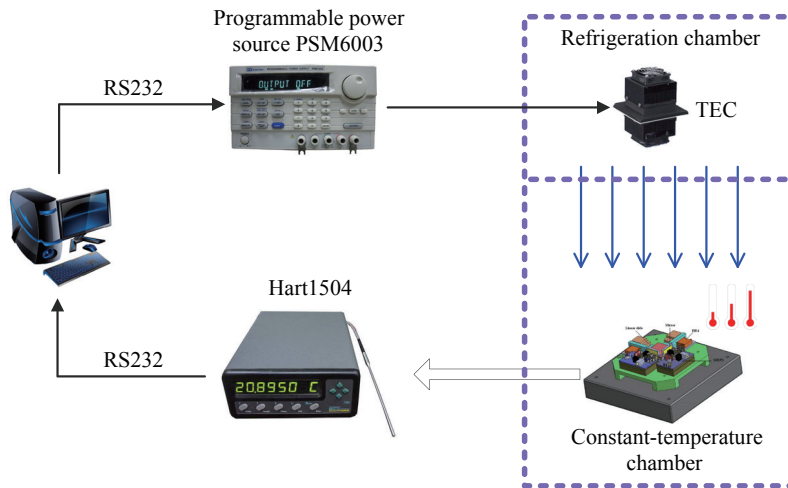 Programmable power
source PSM6003
Refrigeration chamber
RS232
OUTPUT OFF
TEC
Hart1504
RS232
20.8950 C
Constant-temperature
chamber